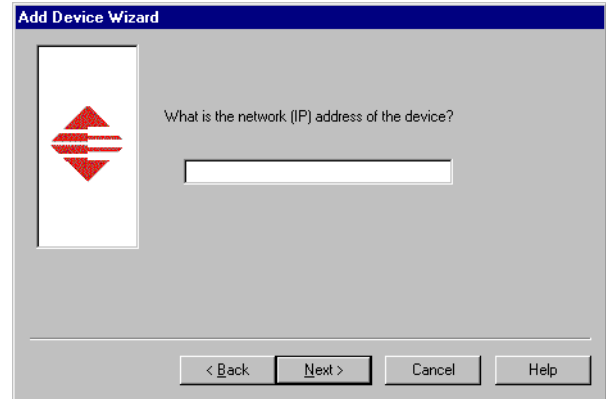 Add Device Wizard
What is the network (IP) address of the device?
< Back Next > Cancel Help